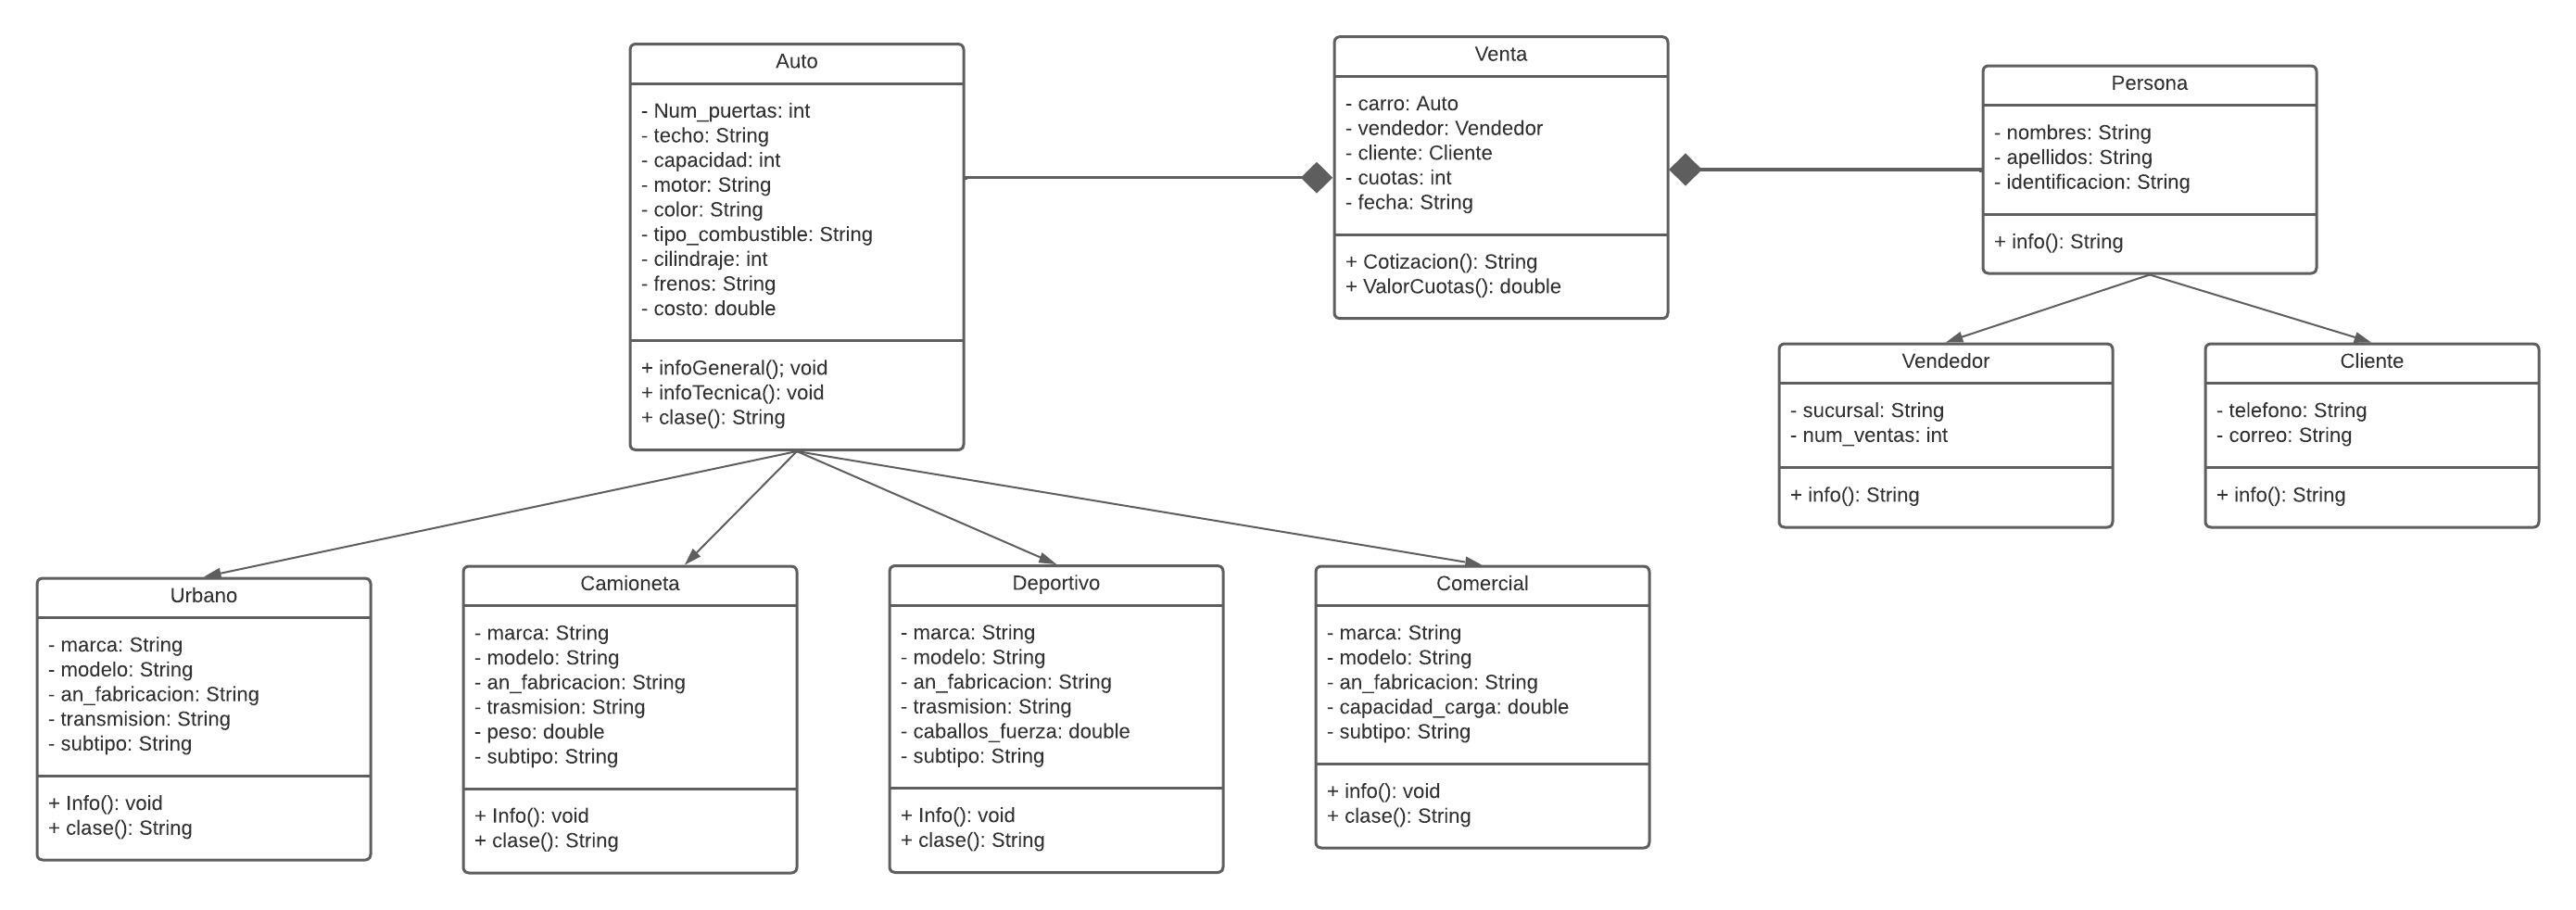 Auto
- Num_puertas: int
- techo: String
- capacidad: int
- motor: String
- color: String
- tipo_combustible: String
- cilindraje: int
- frenos: String
- costo: double
+ infoGeneral(); void
+ infoTecnica(): void
+ clase(): String
Venta
- carro: Auto
- vendedor: Vendedor
- cliente: Cliente
- cuotas: int
- fecha: String
+ Cotizacion(): String
+ ValorCuotas(): double
Persona
- nombres: String
- apellidos: String
- identificacion: String
+ info(): String
Vendedor
- sucursal: String
- num_ventas: int
+ info(): String
Cliente
- telefono: String
- correo: String
+ info(): String
Urbano
- marca: String
- modelo: String
- an_fabricacion: String
- transmision: String
- subtipo: String
+ Info(): void
+ clase(): String
Camioneta
- marca: String
- modelo: String
- an_fabricacion: String
- trasmision: String
- peso: double
- subtipo: String
+ Info(): void
+ clase(): String
Deportivo
- marca: String
- modelo: String
- an_fabricacion: String
- trasmision: String
- caballos_fuerza: double
- subtipo: String
+ Info(): void
+ clase(): String
Comercial
- marca: String
- modelo: String
- an_fabricacion: String
- capacidad_carga: double
- subtipo: String
+ info(): void
+ clase(): String